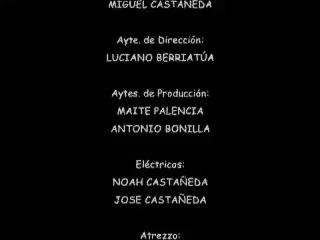 MIGUEL CASTAÑEDA
Ayte. de Dirección:
LUCIANO BERRIATÚA
Aytes. de Producción:
MAITE PALENCIA
ANTONIO BONILLA
Eléctricos:
NOAH CASTAÑEDA
JOSE CASTAÑEDA
Atrezzo: